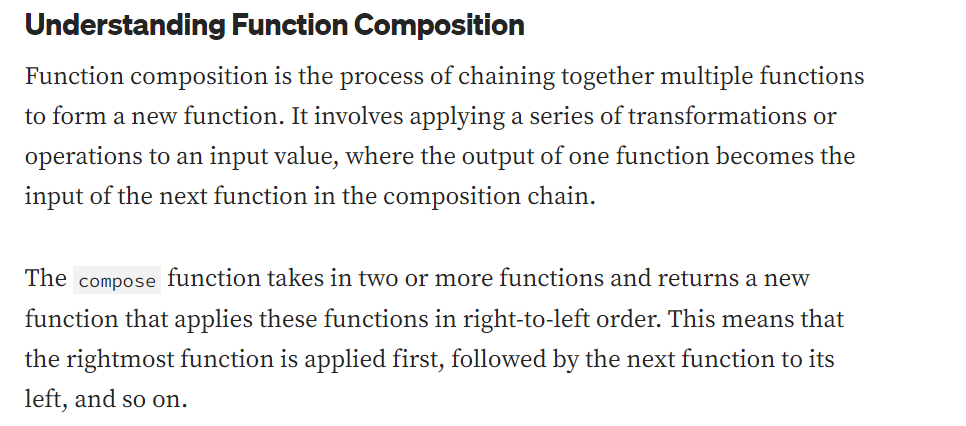 Understanding Function Composition
Function composition is the process of chaining together multiple functions
to form a new function. It involves applying a series of transformations or
operations to an input value, where the output of one function becomes the
input of the next function in the composition chain.
The compose function takes in two or more functions and returns a new
function that applies these functions in right-to-left order. This means that
the rightmost function is applied first, followed by the next function to its
left, and so on.